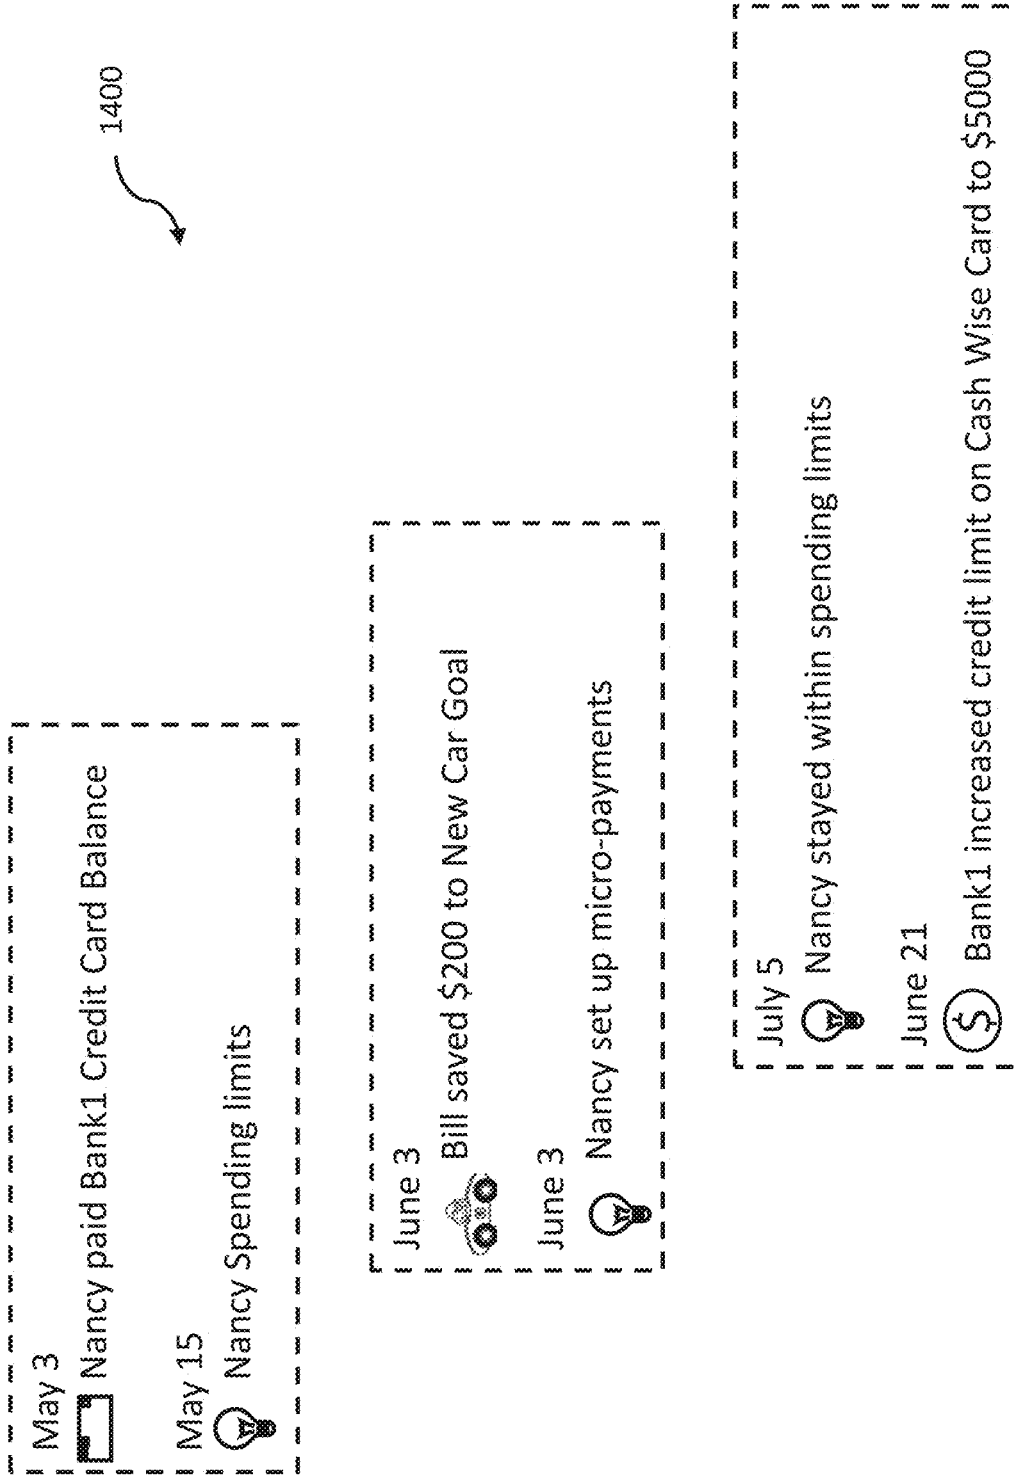 1400
May 3
Nancy paid Bank1 Credit Card Balance
May 15
Nancy Spending limits
June 3
Bill saved $200 to New Car Goal
June 3
Nancy set up micro-payments
July 5
Nancy stayed within spending limits
June 21
$ Bank1 increased credit limit on Cash Wise Card to $5000